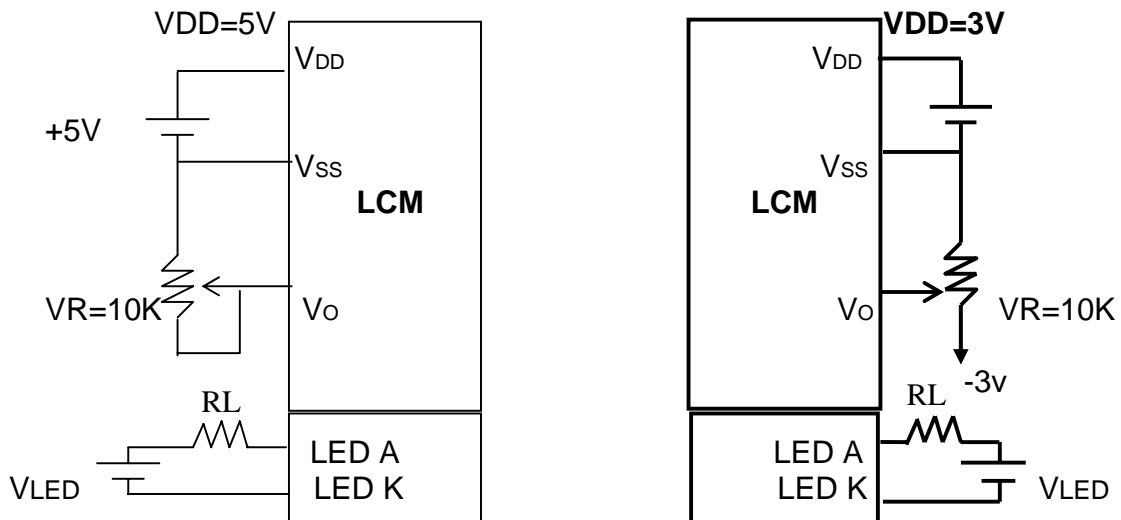 VDD=5V
VDD
+5V
VSS
LCM
VR=10K
VO
RL
LED A
LED K
VLED
VDD=3V
VDD
VSS
LCM
VO
VR=10K
-3v
RL
LED A
LED K
VLED